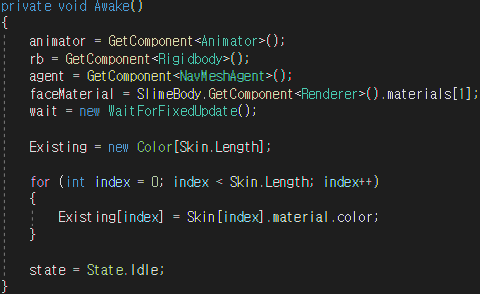 private void Awake()
{
animator = GetComponent<Animator>();
rb = GetComponent<Rigidbody>();
agent = GetComponent<NavMeshAgent>();
faceMaterial = SlimeBody.GetComponent<Renderer>().materials[1];
wait = new WaitForFixedUpdate();
Existing = new Color[Skin.Length];
for (int index = 0; index < Skin.Length; index++)
{
Existing[index] = Skin[index].material.color;
}
state = State.Idle;
}